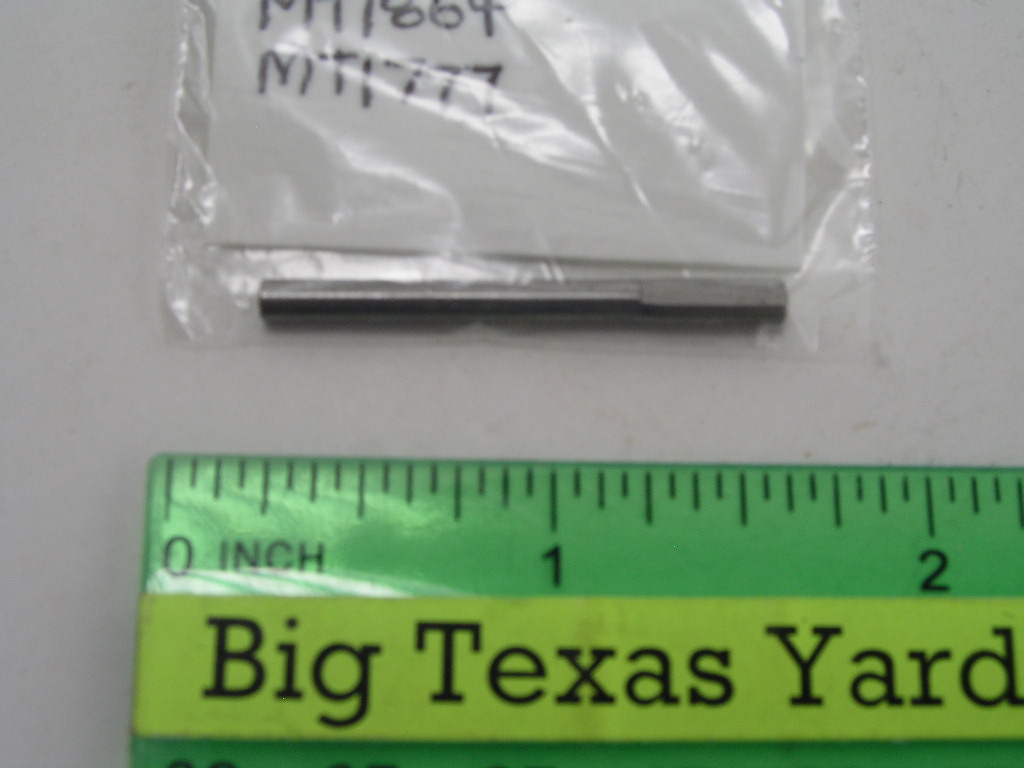 MT1864
MT1777
0 INCH 1 2
Big Texas Yard